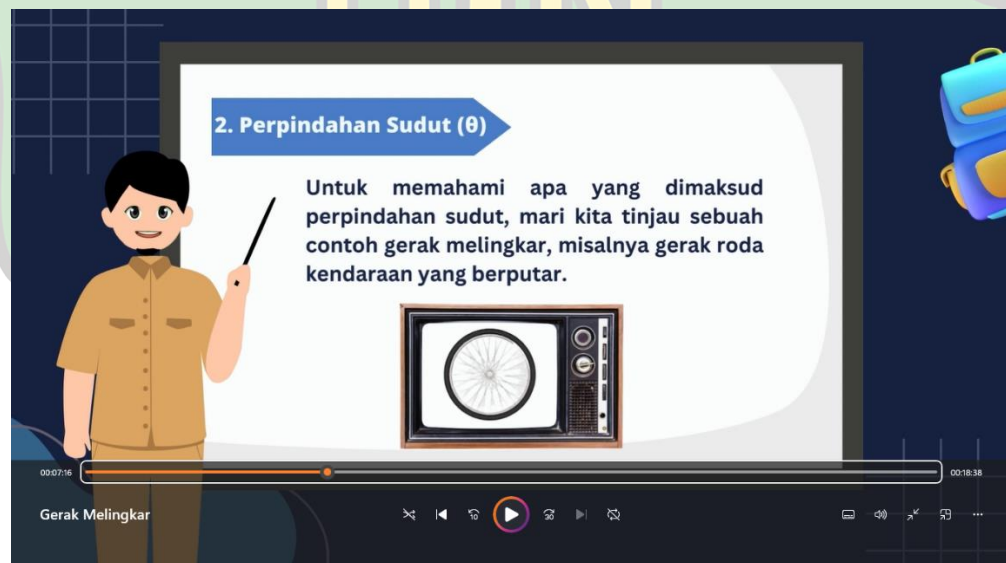 2. Perpindahan Sudut (θ)
Untuk memahami apa yang dimaksud
perpindahan sudut, mari kita tinjau sebuah
contoh gerak melingkar, misalnya gerak roda
kendaraan yang berputar.
00:07:16
00:18:38
Gerak Melingkar
10
30